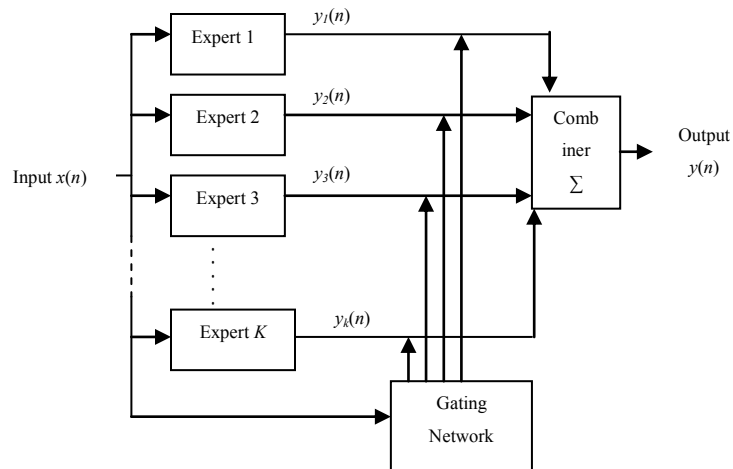 Expert 1
y1(n)
Expert 2
y2(n)
Comb
iner
∑
Output
y(n)
Input x(n)
Expert 3
y3(n)
Expert K
yk(n)
Gating
Network